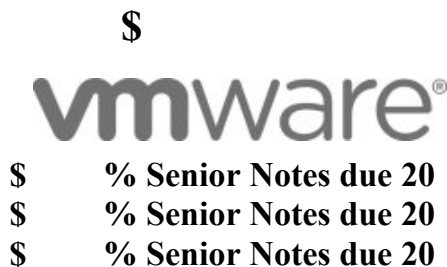 $
vmware®
$ % Senior Notes due 20
$ % Senior Notes due 20
$ % Senior Notes due 20